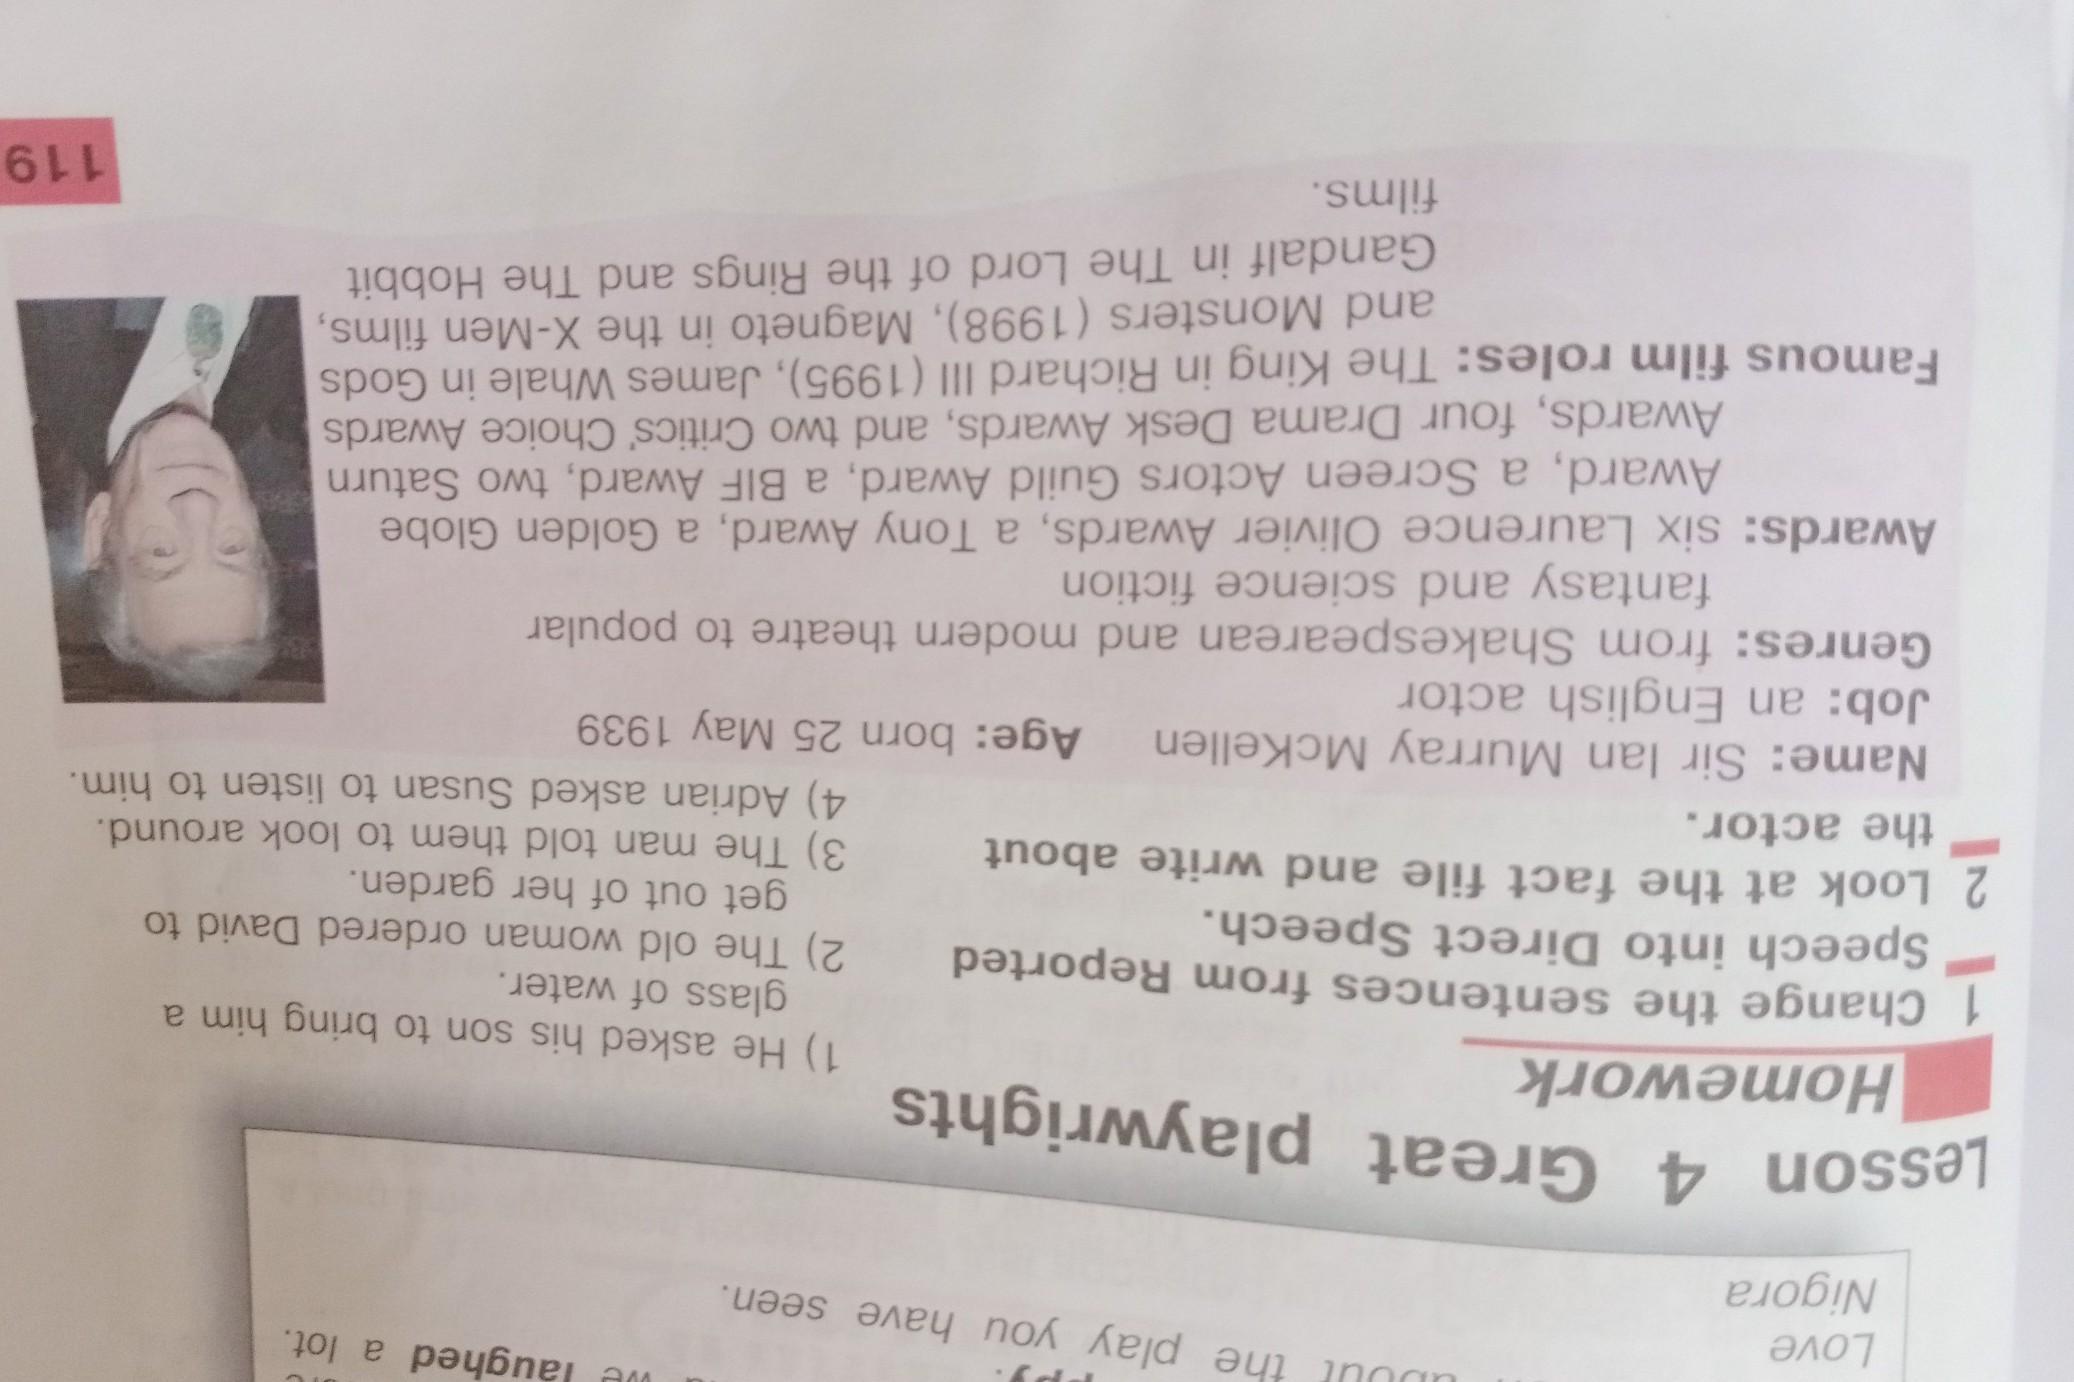 we laughed a lot.
about the play you have seen.
Love
Nigora
Lesson 4 Great playwrights
Homework
1 Change the sentences from Reported
Speech into Direct Speech.
1) He asked his son to bring him a
glass of water.
2) The old woman ordered David to
get out of her garden.
3) The man told them to look around.
4) Adrian asked Susan to listen to him.
2 Look at the fact file and write about
the actor.
Name: Sir Ian Murray McKellen Age: born 25 May 1939
Job: an English actor
Genres: from Shakespearean and modern theatre to popular
fantasy and science fiction
Awards: six Laurence Olivier Awards, a Tony Award, a Golden Globe
Award, a Screen Actors Guild Award, a BIF Award, two Saturn
Awards, four Drama Desk Awards, and two Critics' Choice Awards
Famous film roles: The King in Richard III (1995), James Whale in Gods
and Monsters (1998), Magneto in the X-Men films,
Gandalf in The Lord of the Rings and The Hobbit
films.
119